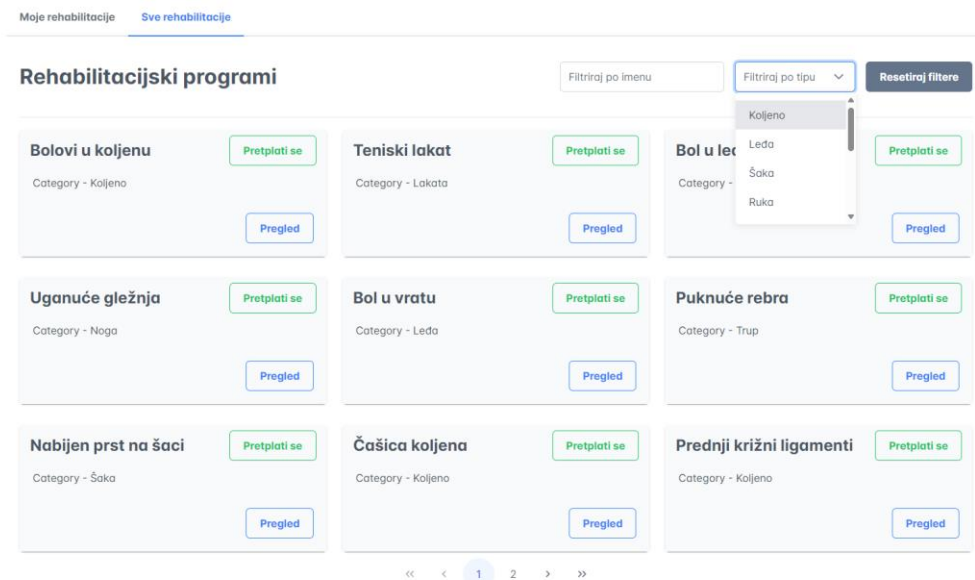 Moje rehabilitacije Sve rehabilitacije
Rehabilitacijski programi Filtriraj po imenu Filtriraj po tipu Resetiraj filtere
Koljeno
Leđa
Šaka
Ruka
Bolovi u koljenu Pretplati se
Category - Koljeno
Pregled
Teniski lakat Pretplati se
Category - Lakata
Pregled
Bol u Pretplati se
Category -
Pregled
Uganuće gležnja Pretplati se
Category - Noga
Pregled
Bol u vratu Pretplati se
Category - Leđa
Pregled
Puknuće rebra Pretplati se
Category - Trup
Pregled
Nabijen prst na šaci Pretplati se
Category - Šaka
Pregled
Čašica koljena Pretplati se
Category - Koljeno
Pregled
Prednji križni ligamenti Pretplati se
Category - Koljeno
Pregled
<< < 1 2 > >>